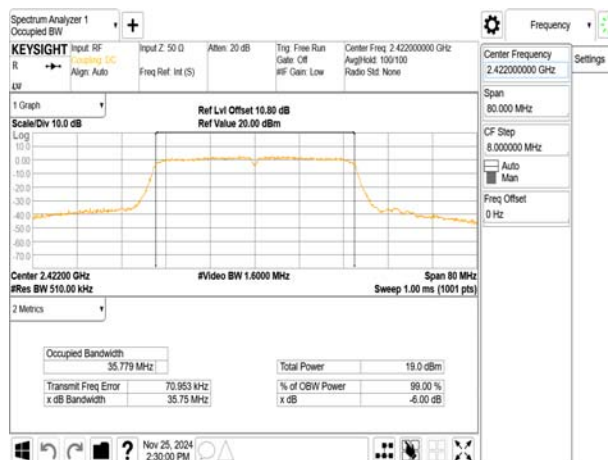 Spectrum Analyzer 1
Occupied BW
Frequency
KEYSIGHT
Input: RF
Input Z: 50 Ω
Atten: 20 dB
Trig: Free Run
Center Freq: 2.422000000 GHz
R
Coupling: DC
Gate: Off
Avg|Hold: 100/100
Align: Auto
Freq Ref: Int (S)
#IF Gain: Low
Radio Std: None
Center Frequency
2.422000000 GHz
Settings
Span
80.000 MHz
CF Step
8.000000 MHz
Auto
Man
Freq Offset
0 Hz
1 Graph
Ref Lvl Offset 10.80 dB
Scale/Div 10.0 dB
Ref Value 20.00 dBm
Log
10.0
0.00
-10.0
-20.0
-30.0
-40.0
-50.0
-60.0
-70.0
Center 2.42200 GHz
#Video BW 1.6000 MHz
Span 80 MHz
#Res BW 510.00 kHz
Sweep 1.00 ms (1001 pts)
2 Metrics
Occupied Bandwidth
35.779 MHz
Total Power
19.0 dBm
Transmit Freq Error
70.953 kHz
% of OBW Power
99.00 %
x dB Bandwidth
35.75 MHz
x dB
-6.00 dB
?
Nov 25, 2024
2:30:00 PM